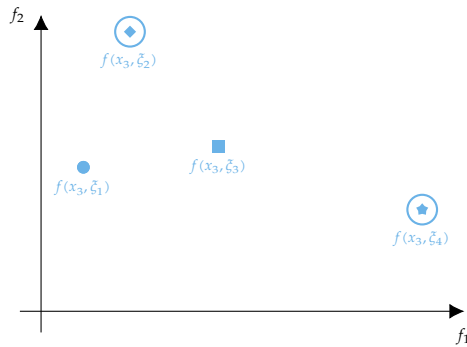 f₂
f(x₃, ξ₂)
f(x₃, ξ₃)
f(x₃, ξ₁)
f(x₃, ξ₄)
f₁